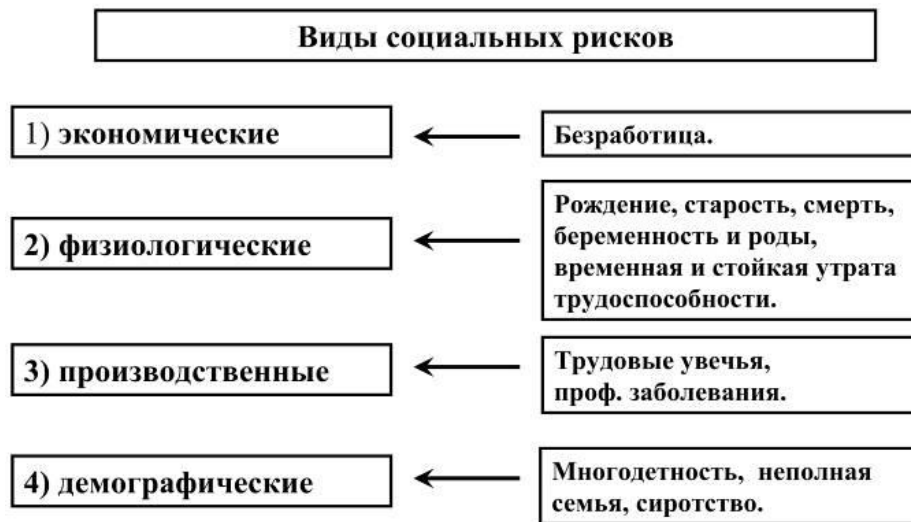 Виды социальных рисков
1) экономические
Безработица.
2) физиологические
Рождение, старость, смерть,
беременность и роды,
временная и стойкая утрата
трудоспособности.
3) производственные
Трудовые увечья,
проф. заболевания.
4) демографические
Многодетность, неполная
семья, сиротство.